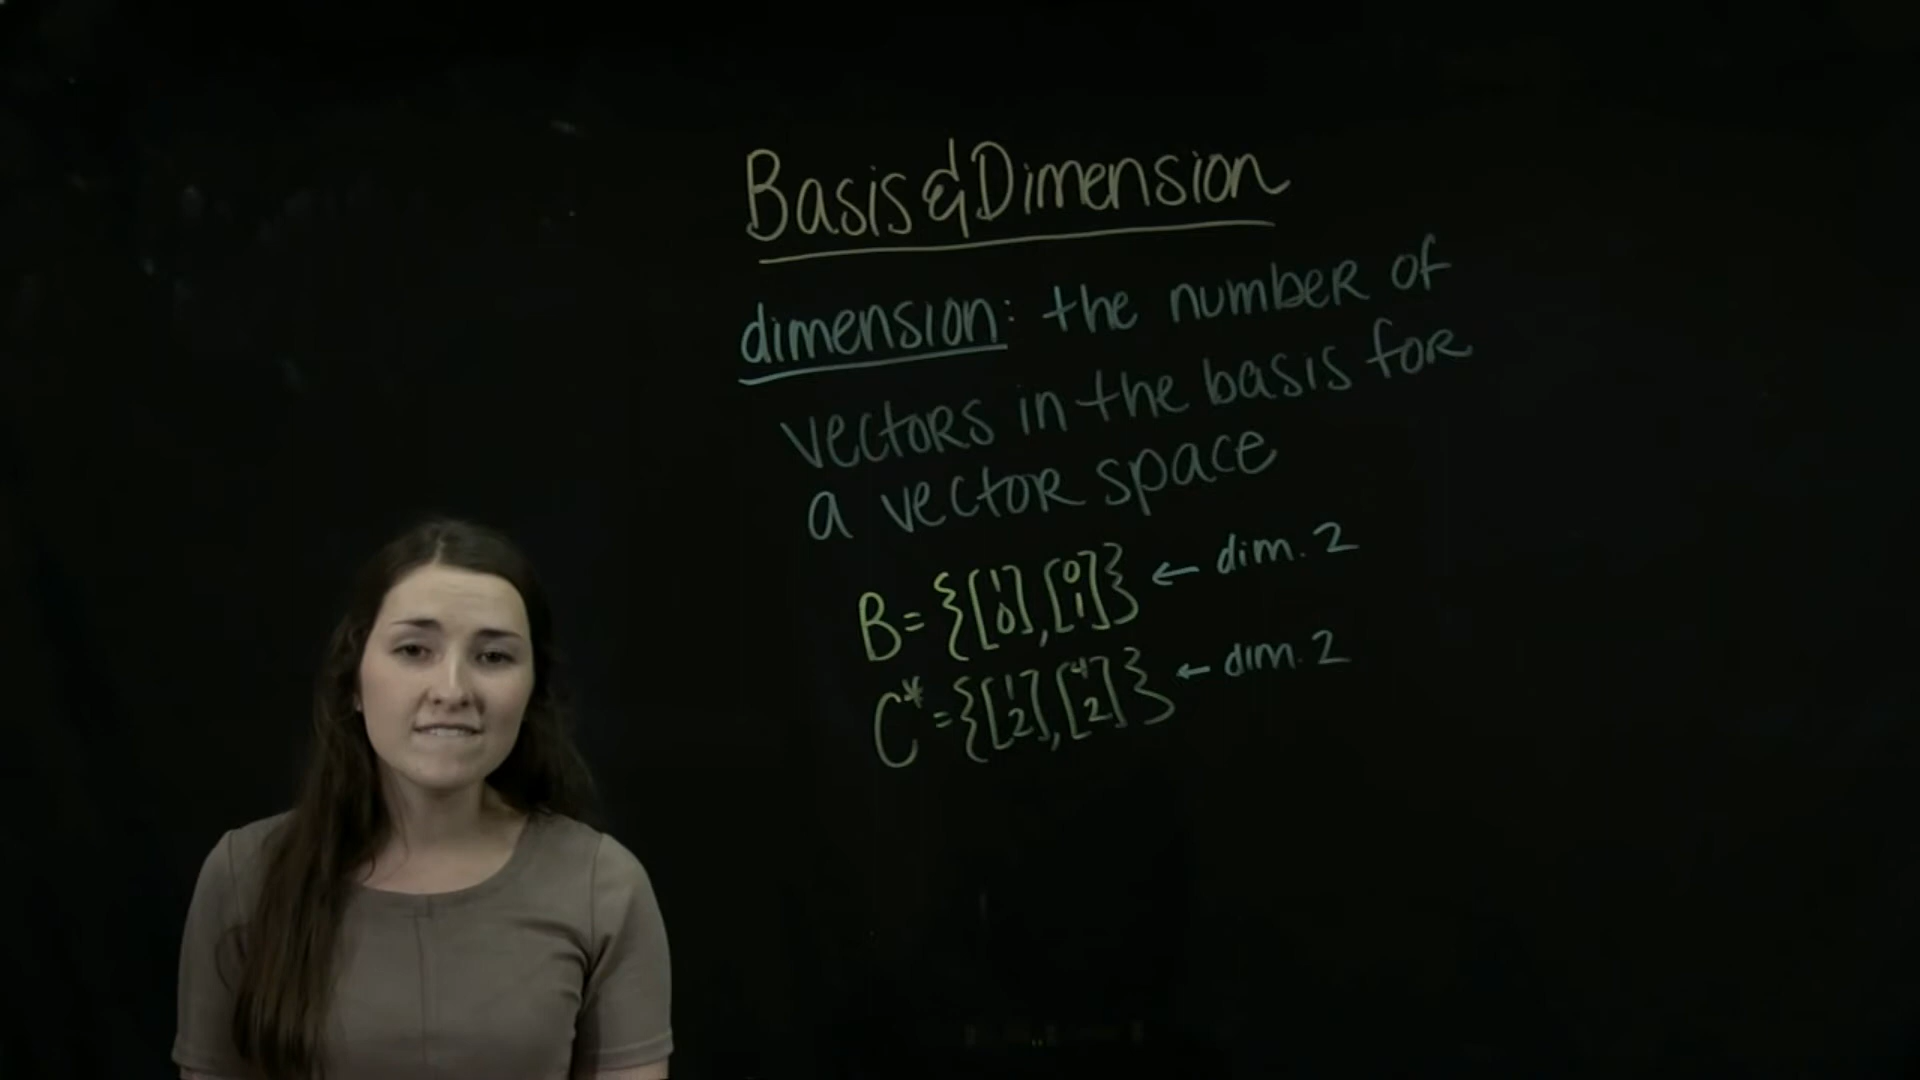 Basis & Dimension
dimension: the number of
vectors in the basis for
a vector space
B = {[1 0], [0 1]} ← dim. 2
C* = {[1 2], [4 2]} ← dim. 2